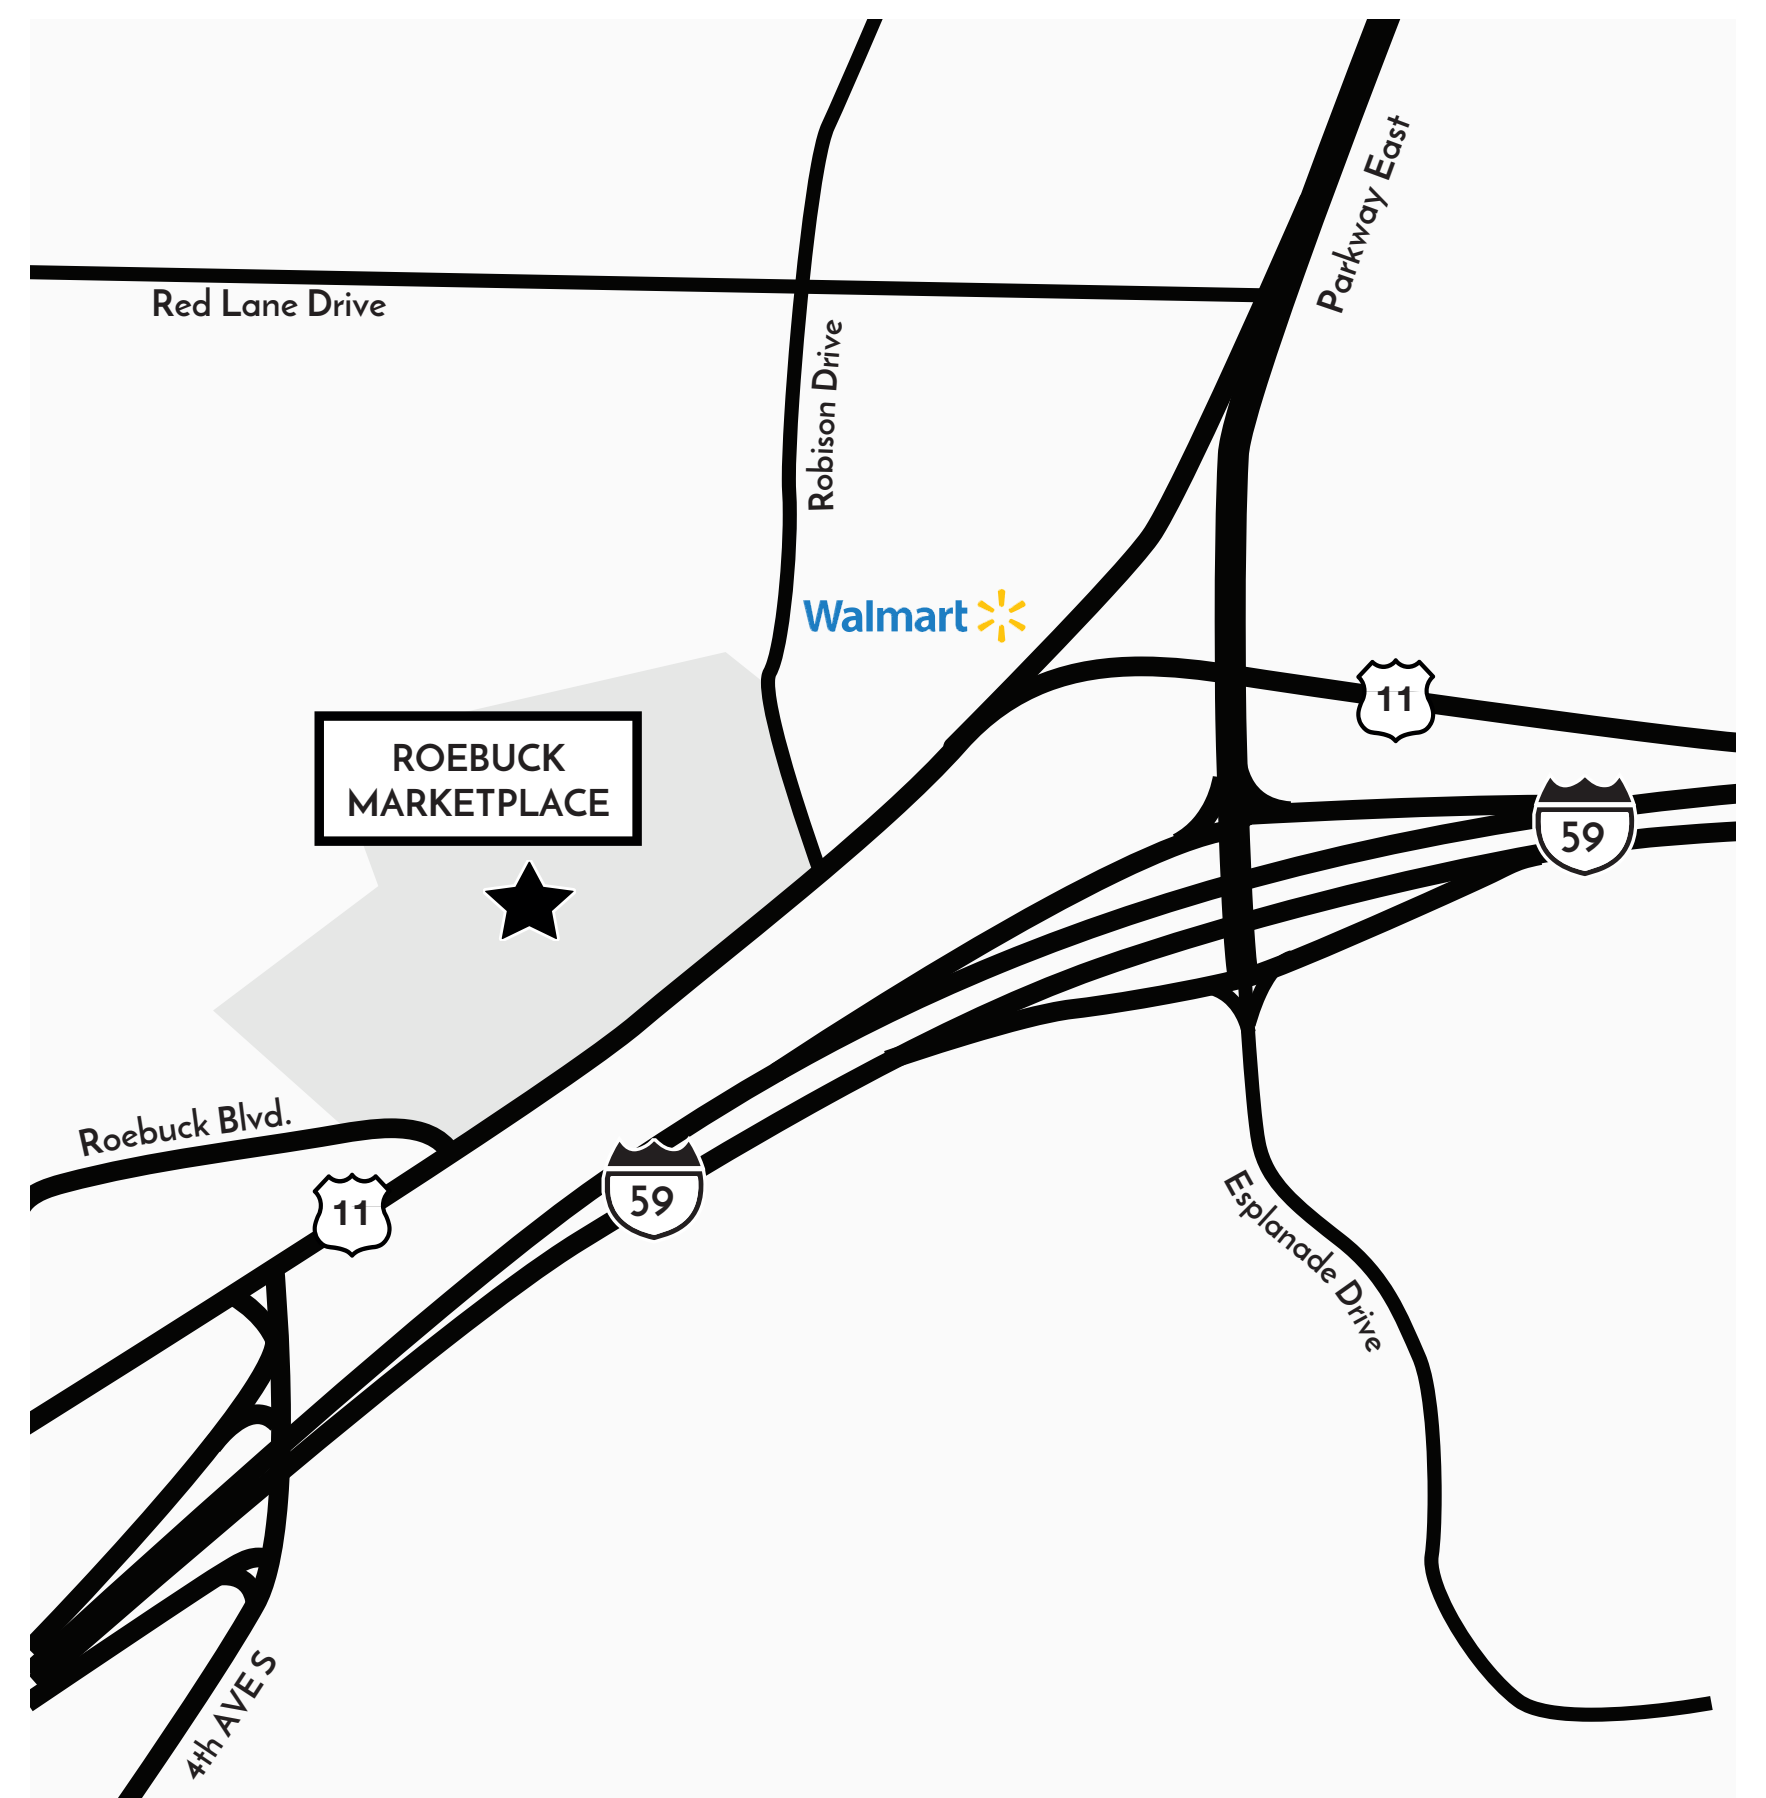 Parkway East
Red Lane Drive
Robison Drive
Walmart
11
ROEBUCK
MARKETPLACE
59
Roebuck Blvd.
59
11
Esplanade Drive
4th AVE S